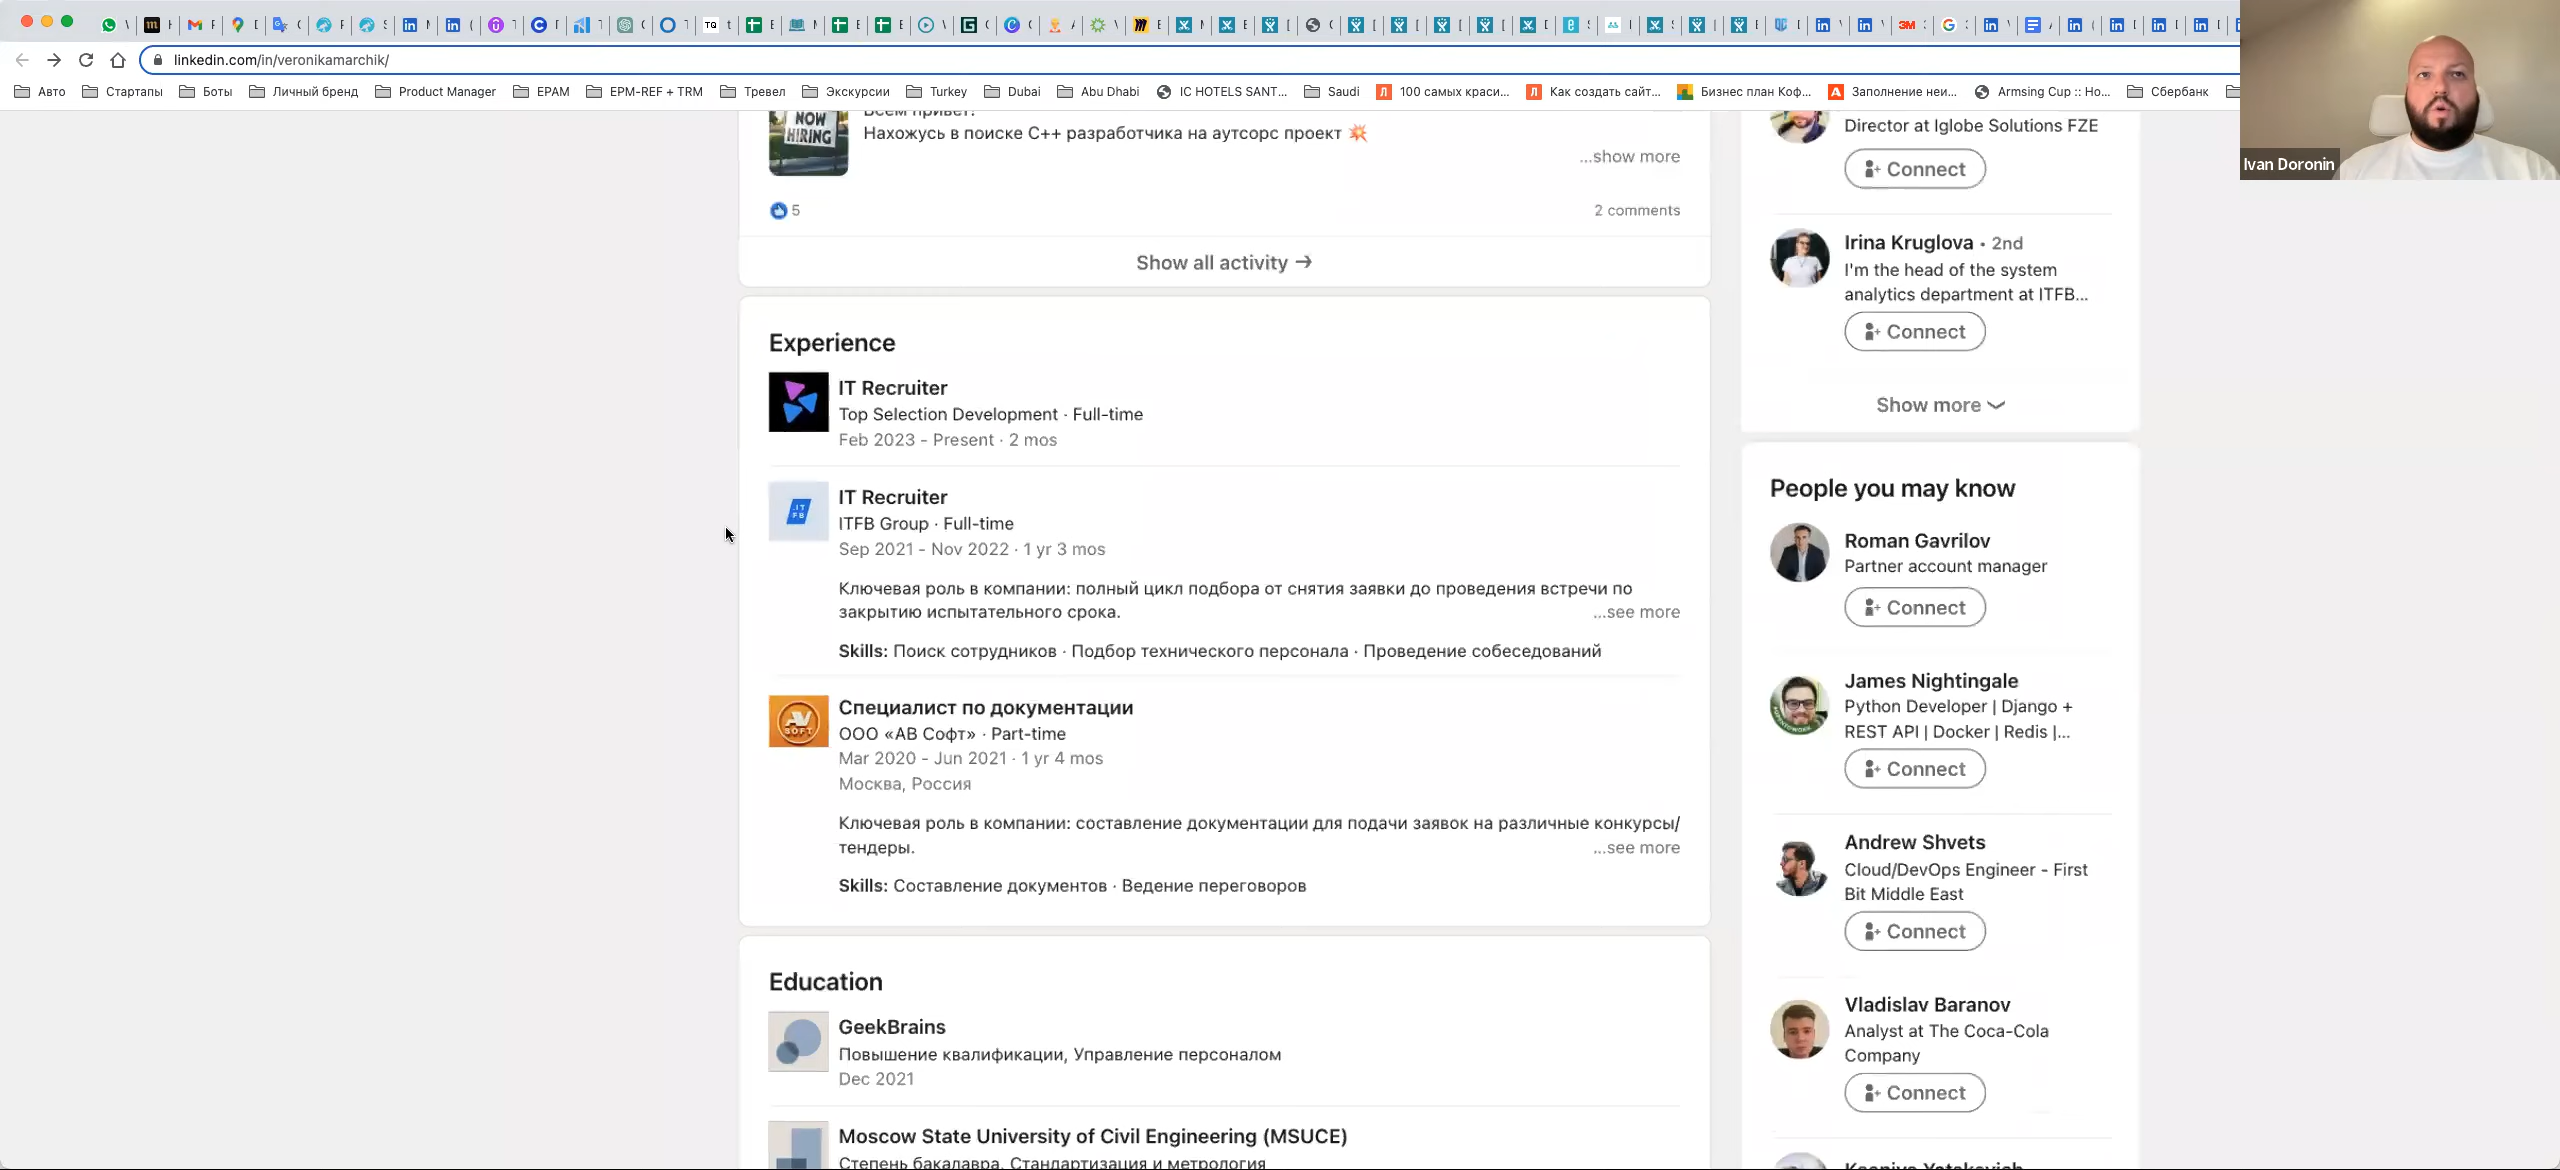 linkedin.com/in/veronikamarchik/
Авто
Стартапы
Боты
Личный бренд
Product Manager
EPAM
EPM-REF + TRM
Тревел
Экскурсии
Turkey
Dubai
Abu Dhabi
IC HOTELS SANT...
Saudi
100 самых краси...
Как создать сайт...
Бизнес план Коф...
Заполнение неи...
Armsing Cup :: Ho...
Сбербанк
Ivan Doronin
NOW
HIRING
Всем привет!
Нахожусь в поиске C++ разработчика на аутсорс проект 💥
...show more
5
2 comments
Show all activity →
Experience
IT Recruiter
Top Selection Development · Full-time
Feb 2023 - Present · 2 mos
IT Recruiter
ITFB Group · Full-time
Sep 2021 - Nov 2022 · 1 yr 3 mos
Ключевая роль в компании: полный цикл подбора от снятия заявки до проведения встречи по
закрытию испытательного срока.
...see more
Skills: Поиск сотрудников · Подбор технического персонала · Проведение собеседований
Специалист по документации
ООО «АВ Софт» · Part-time
Mar 2020 - Jun 2021 · 1 yr 4 mos
Москва, Россия
Ключевая роль в компании: составление документации для подачи заявок на различные конкурсы/
тендеры.
...see more
Skills: Составление документов · Ведение переговоров
Education
GeekBrains
Повышение квалификации, Управление персоналом
Dec 2021
Moscow State University of Civil Engineering (MSUCE)
Степень бакалавра, Стандартизация и метрология
Director at Iglobe Solutions FZE
Connect
Irina Kruglova • 2nd
I'm the head of the system
analytics department at ITFB...
Connect
Show more
People you may know
Roman Gavrilov
Partner account manager
Connect
James Nightingale
Python Developer | Django +
REST API | Docker | Redis |...
Connect
Andrew Shvets
Cloud/DevOps Engineer - First
Bit Middle East
Connect
Vladislav Baranov
Analyst at The Coca-Cola
Company
Connect